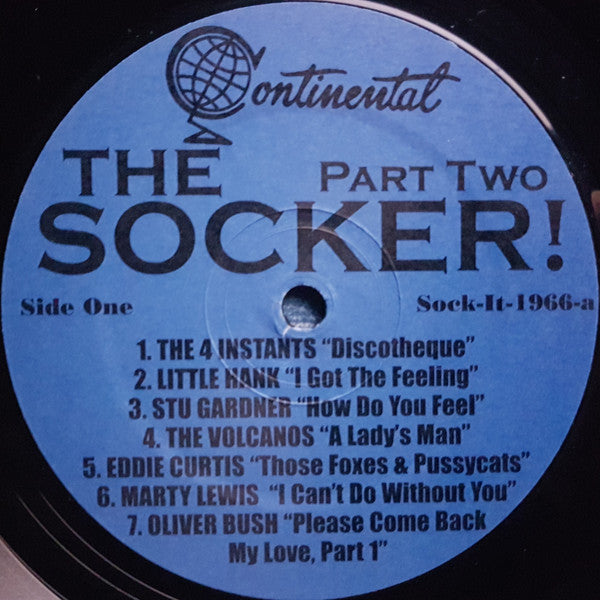 Continental
THE PART TWO
SOCKER!
Side One Sock-It-1966-a
1. THE 4 INSTANTS “Discotheque”
2. LITTLE HANK “I Got The Feeling”
3. STU GARDNER “How Do You Feel”
4. THE VOLCANOS “A Lady’s Man”
5. EDDIE CURTIS “Those Foxes & Pussycats”
6. MARTY LEWIS “I Can’t Do Without You”
7. OLIVER BUSH “Please Come Back
My Love, Part 1”